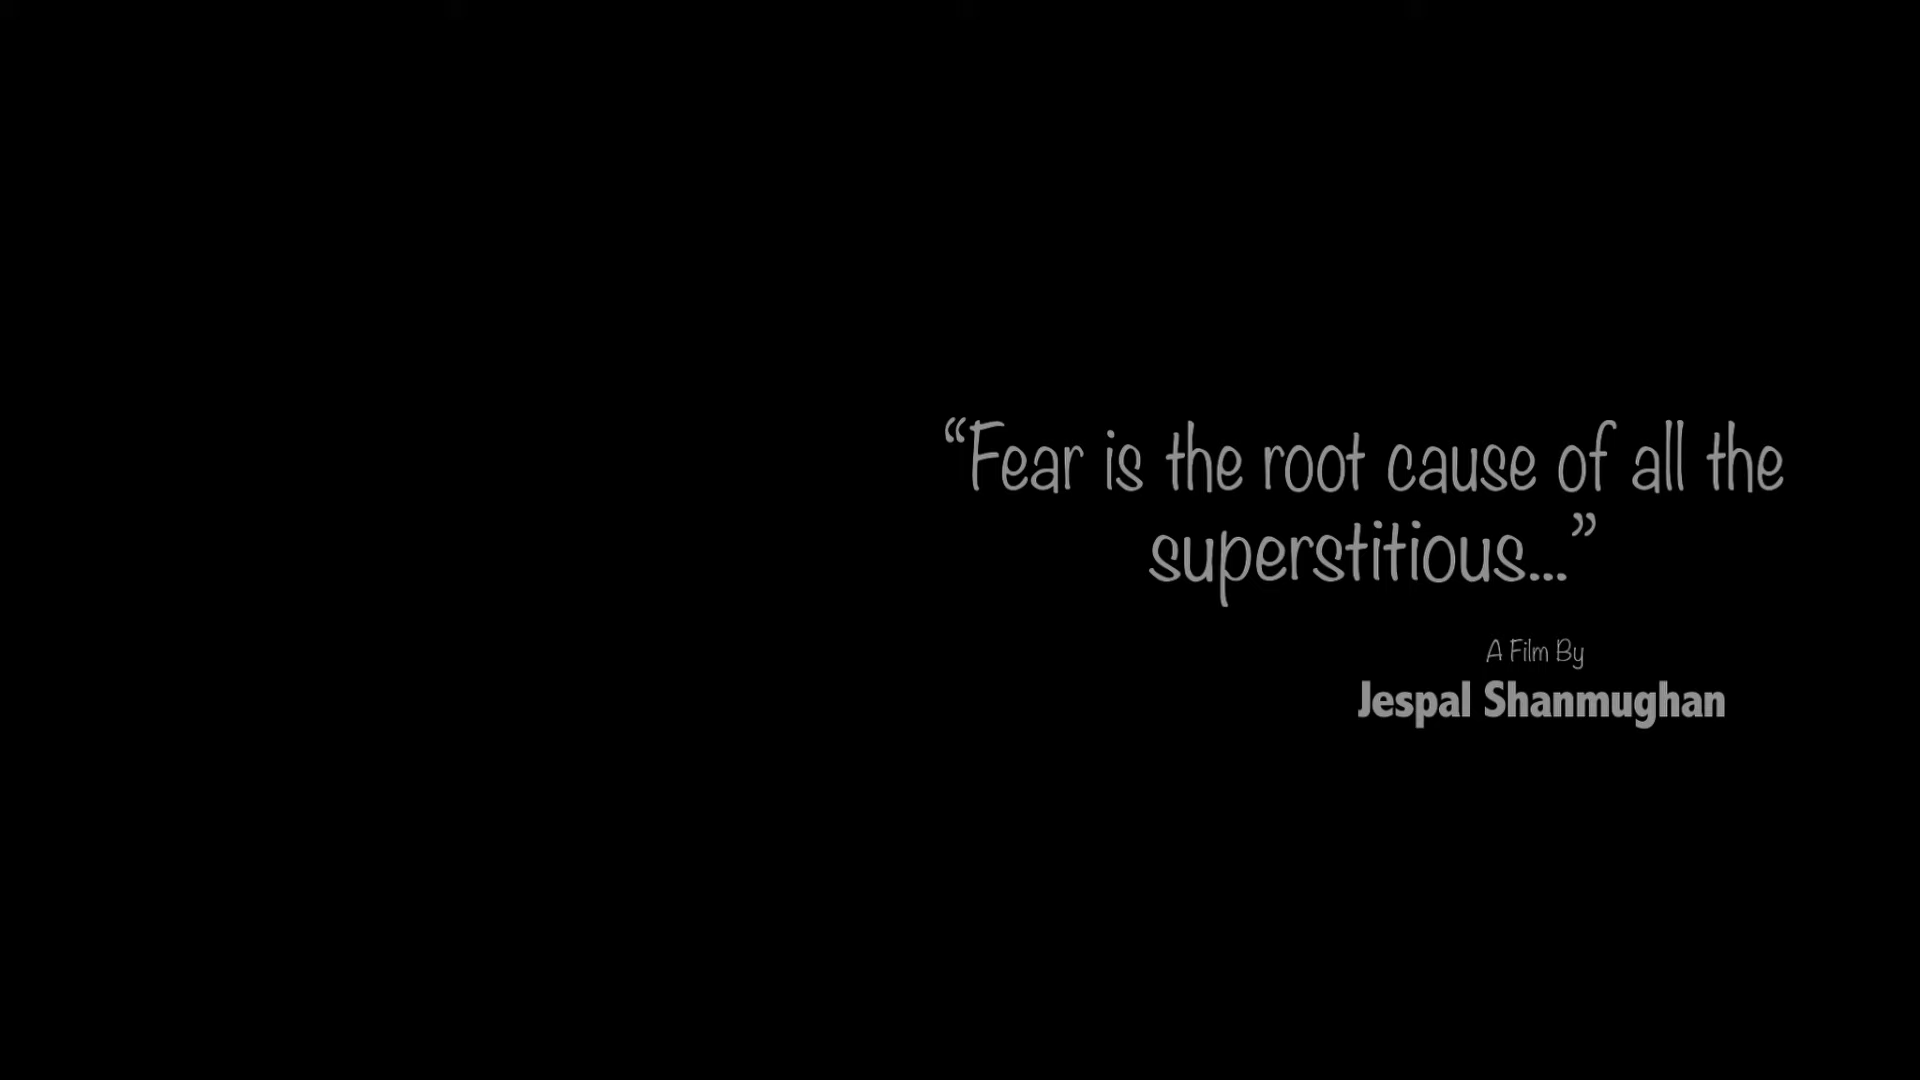 “Fear is the root cause of all the
superstitious...”
A Film By
Jespal Shanmughan